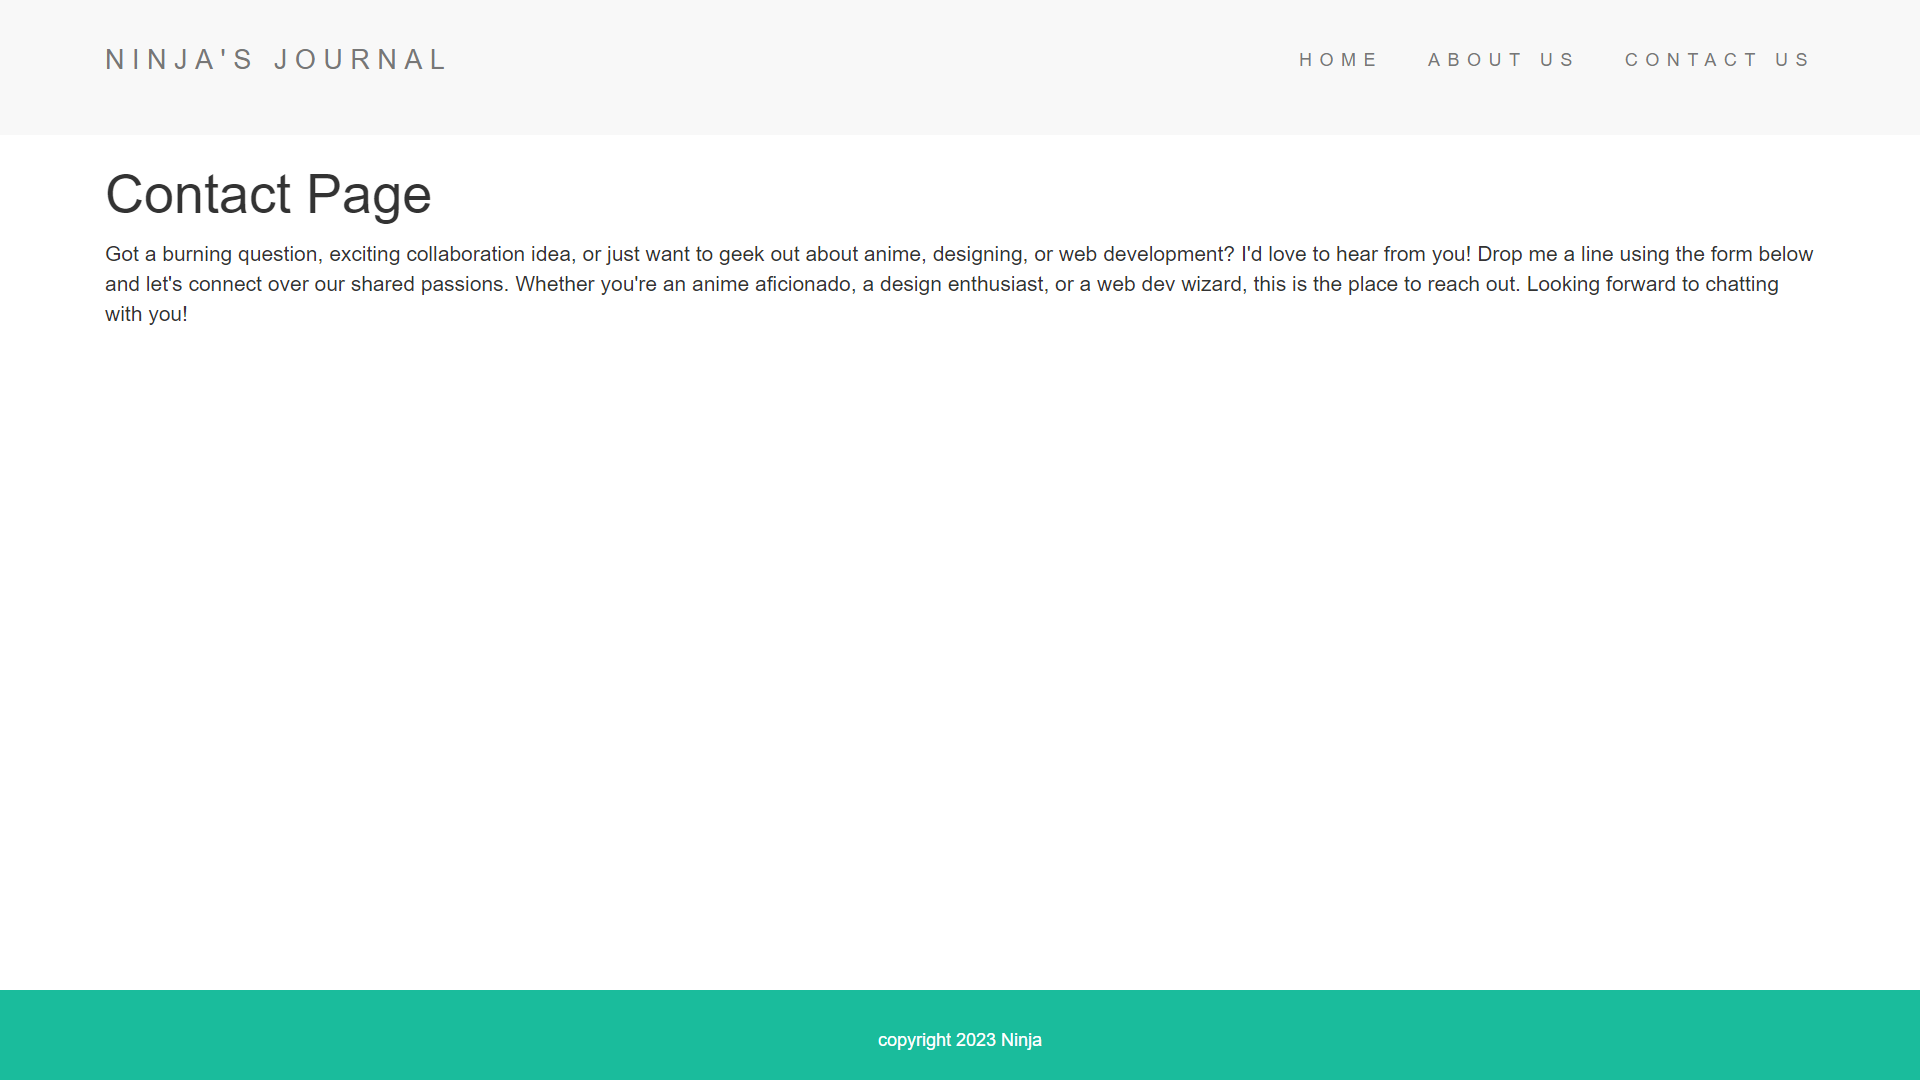 NINJA'S JOURNAL
HOME ABOUT US CONTACT US
Contact Page
Got a burning question, exciting collaboration idea, or just want to geek out about anime, designing, or web development? I'd love to hear from you! Drop me a line using the form below
and let's connect over our shared passions. Whether you're an anime aficionado, a design enthusiast, or a web dev wizard, this is the place to reach out. Looking forward to chatting
with you!
copyright 2023 Ninja